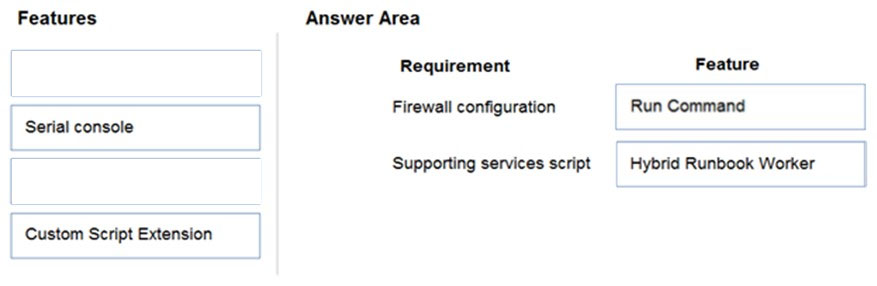 Features
Answer Area
Requirement
Feature
Firewall configuration
Run Command
Serial console
Supporting services script
Hybrid Runbook Worker
Custom Script Extension